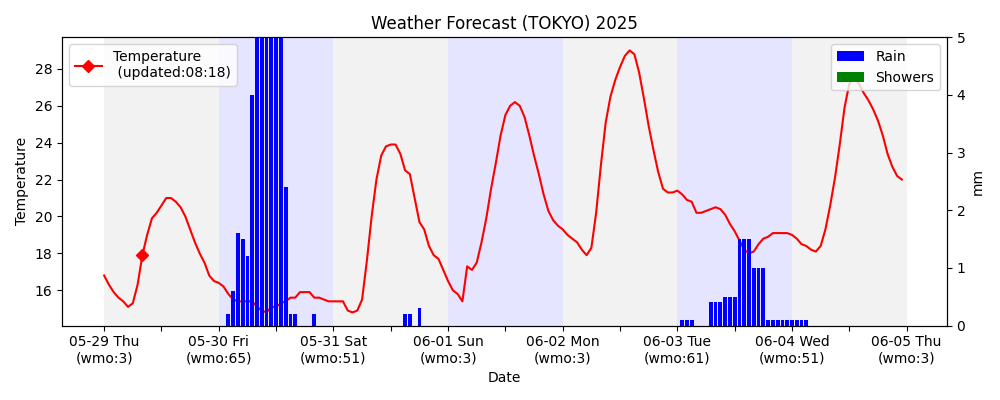 Weather Forecast (TOKYO) 2025
Temperature
(updated:08:18)
Rain
Showers
28
26
24
22
20
18
16
Temperature
5
4
3
2
1
0
mm
05-29 Thu
(wmo:3)
05-30 Fri
(wmo:65)
05-31 Sat
(wmo:51)
06-01 Sun
(wmo:3)
06-02 Mon
(wmo:3)
06-03 Tue
(wmo:61)
06-04 Wed
(wmo:51)
06-05 Thu
(wmo:3)
Date